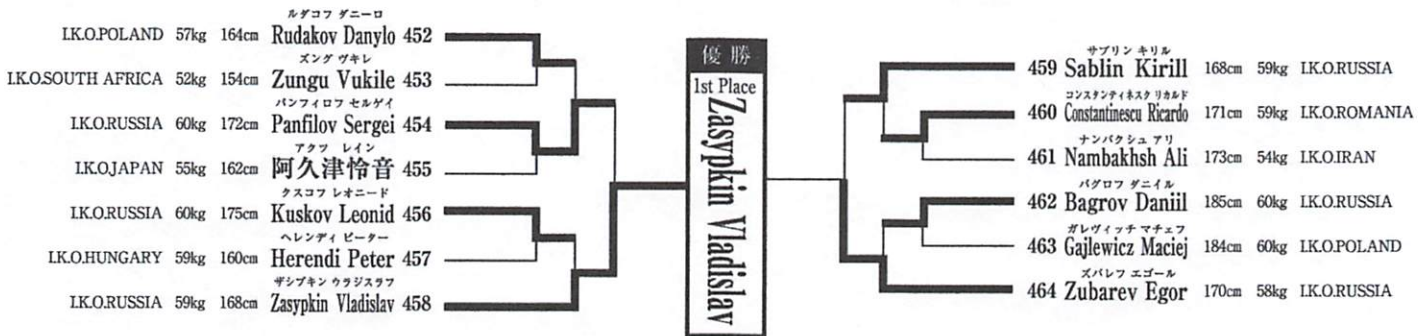 ルダコフ ダニーロ
I.K.O.POLAND 57kg 164cm Rudakov Danylo 452
ズング ヴキレ
I.K.O.SOUTH AFRICA 52kg 154cm Zungu Vukile 453
パンフィロフ セルゲイ
I.K.O.RUSSIA 60kg 172cm Panfilov Sergei 454
アクツ レイン
I.K.O.JAPAN 55kg 162cm 阿久津怜音 455
クスコフ レオニード
I.K.O.RUSSIA 60kg 175cm Kuskov Leonid 456
ヘレンディ ピーター
I.K.O.HUNGARY 59kg 160cm Herendi Peter 457
ザシプキン ウラジスラフ
I.K.O.RUSSIA 59kg 168cm Zasypkin Vladislav 458
優勝
1st Place
Zasypkin Vladislav
サブリン キリル
459 Sablin Kirill 168cm 59kg I.K.O.RUSSIA
コンスタンティネスク リカルド
460 Constantinescu Ricardo 171cm 59kg I.K.O.ROMANIA
ナンバクシュ アリ
461 Nambakhsh Ali 173cm 54kg I.K.O.IRAN
バグロフ ダニイル
462 Bagrov Daniil 185cm 60kg I.K.O.RUSSIA
ガレヴィッチ マチェフ
463 Gajlewicz Maciej 184cm 60kg I.K.O.POLAND
ズバレフ エゴール
464 Zubarev Egor 170cm 58kg I.K.O.RUSSIA